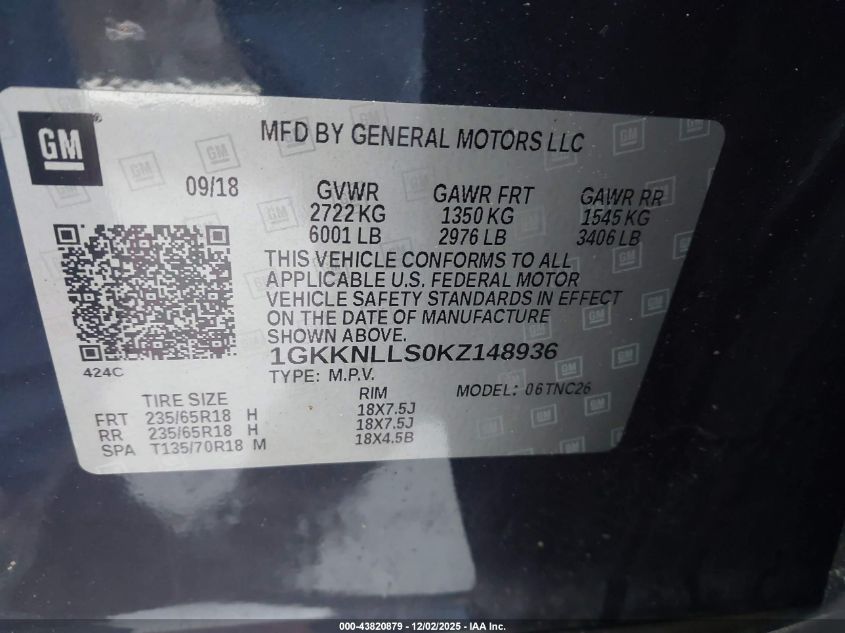 GM
MFD BY GENERAL MOTORS LLC
09/18
GVWR GAWR FRT GAWR RR
2722 KG 1350 KG 1545 KG
6001 LB 2976 LB 3406 LB
THIS VEHICLE CONFORMS TO ALL
APPLICABLE U.S. FEDERAL MOTOR
VEHICLE SAFETY STANDARDS IN EFFECT
ON THE DATE OF MANUFACTURE
SHOWN ABOVE.
1GKKNLLS0KZ148936
424C
TYPE: M.P.V. MODEL: 06TNC26
TIRE SIZE RIM
FRT 235/65R18 H 18X7.5J
RR 235/65R18 H 18X7.5J
SPA T135/70R18 M 18X4.5B
000-43820879 - 12/02/2025 - IAA Inc.